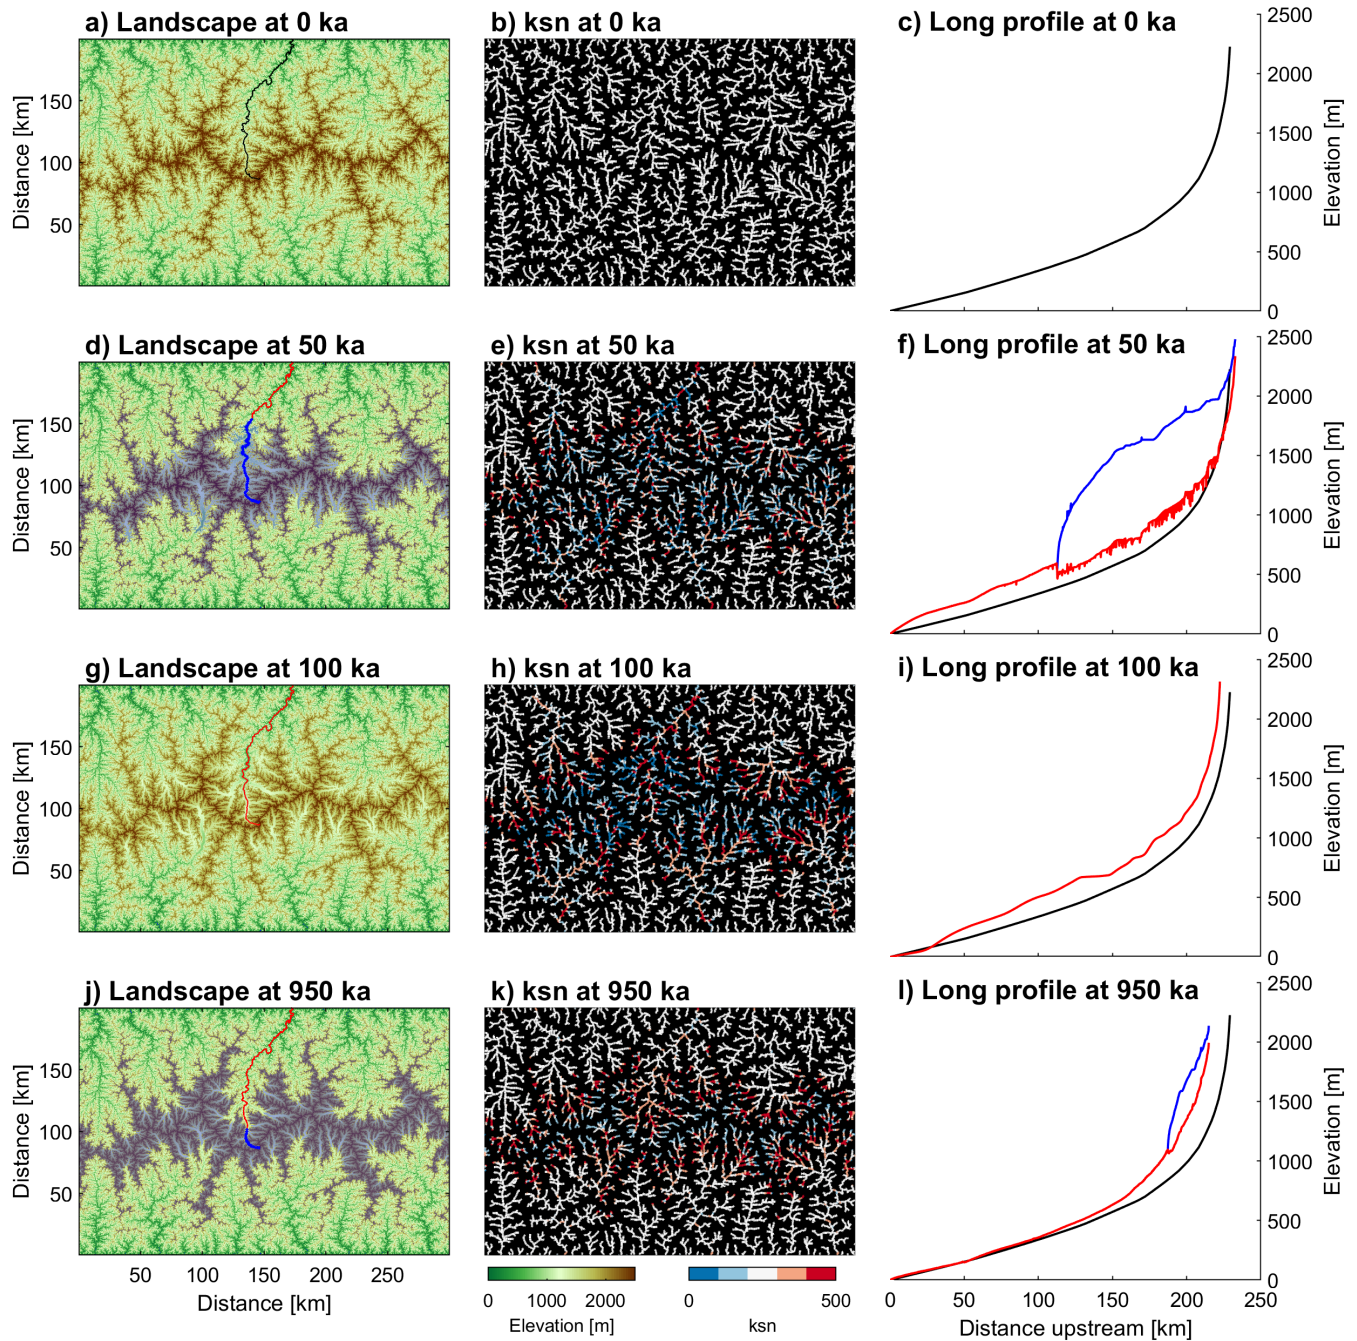 a) Landscape at 0 ka
b) ksn at 0 ka
c) Long profile at 0 ka
Distance [km]
150
100
50
2500
2000
1500
1000
500
0
Elevation [m]
d) Landscape at 50 ka
e) ksn at 50 ka
f) Long profile at 50 ka
Distance [km]
150
100
50
2500
2000
1500
1000
500
0
Elevation [m]
g) Landscape at 100 ka
h) ksn at 100 ka
i) Long profile at 100 ka
Distance [km]
150
100
50
2500
2000
1500
1000
500
0
Elevation [m]
j) Landscape at 950 ka
k) ksn at 950 ka
l) Long profile at 950 ka
Distance [km]
150
100
50
2500
2000
1500
1000
500
0
Elevation [m]
50 100 150 200 250
Distance [km]
0 1000 2000
Elevation [m]
0 500
ksn
0 50 100 150 200 250
Distance upstream [km]